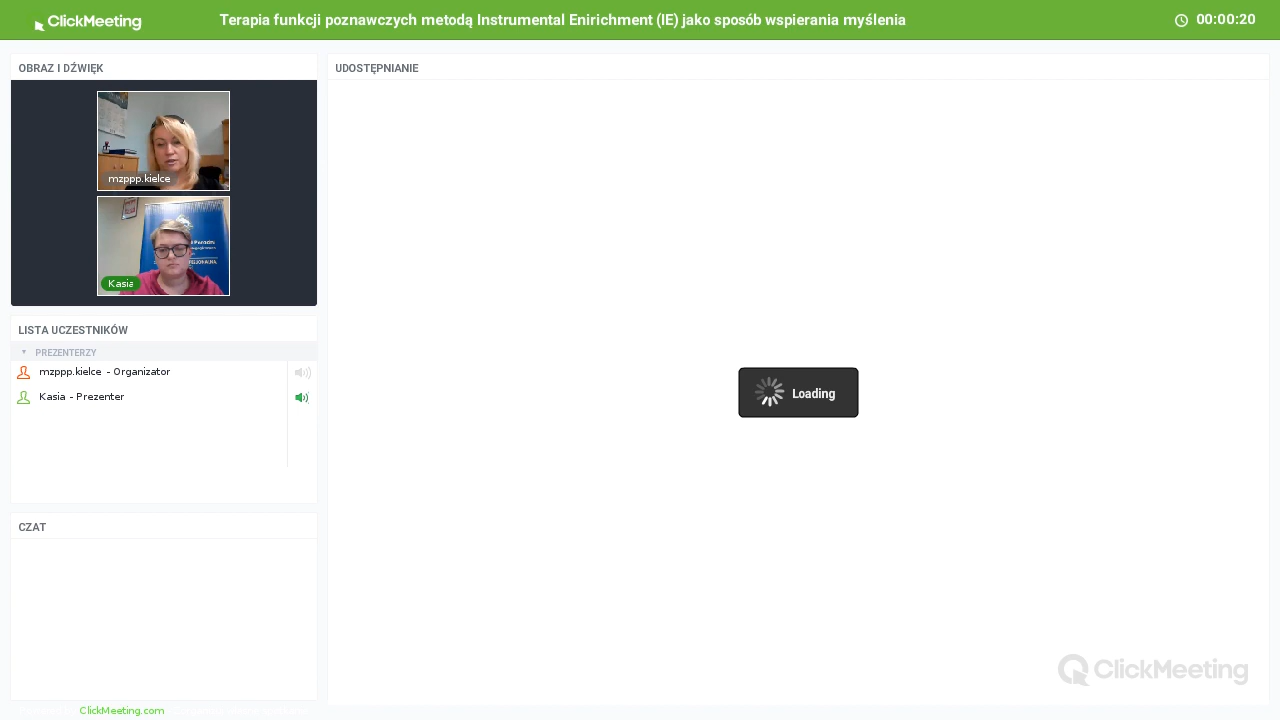 ClickMeeting
Terapia funkcji poznawczych metodą Instrumental Enirichment (IE) jako sposób wspierania myślenia
00:00:20
OBRAZ I DŹWIĘK
UDOSTĘPNIANIE
mzppp.kielce
Kasia
LISTA UCZESTNIKÓW
PREZENTERZY
mzppp.kielce - Organizator
Kasia - Prezenter
Loading
CZAT
ClickMeeting
ClickMeeting.com